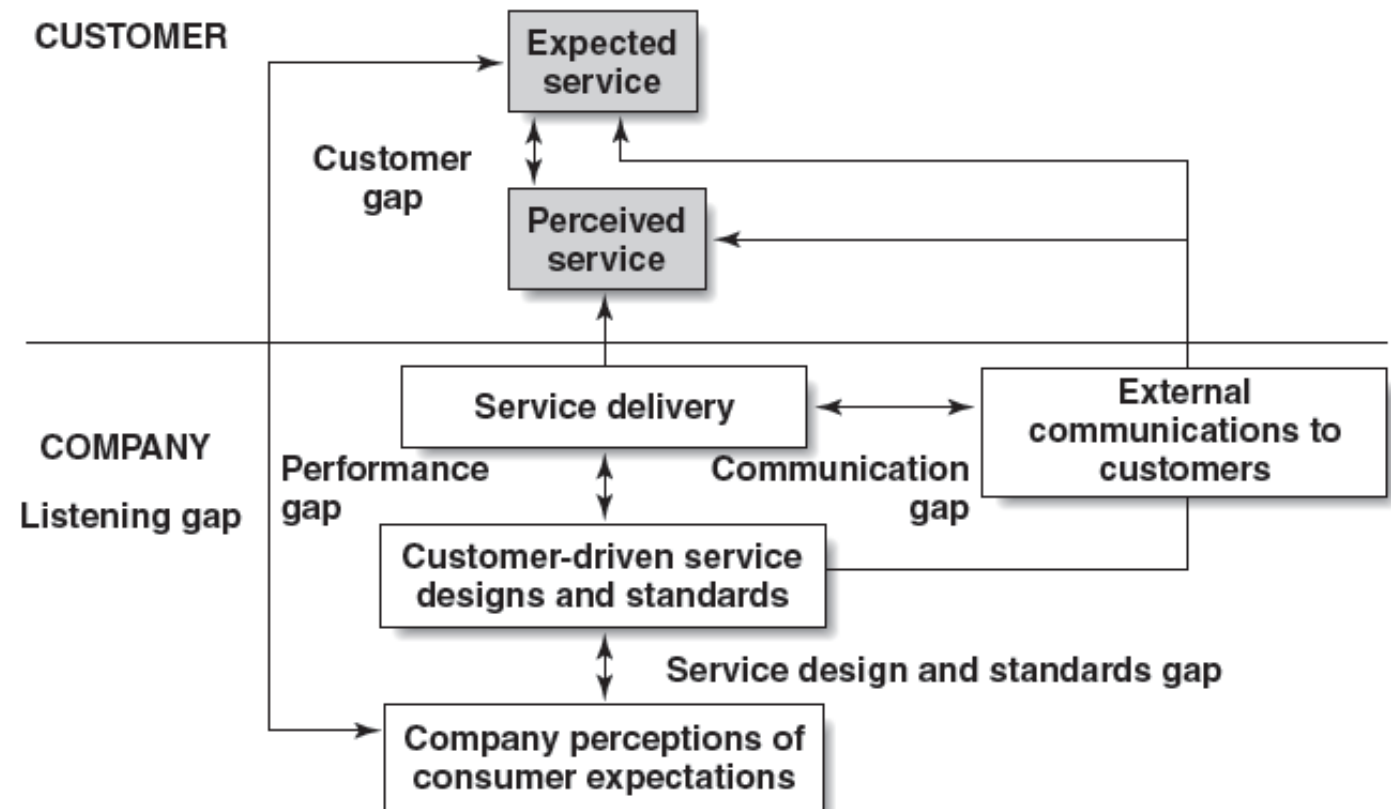 CUSTOMER
Expected
service
Customer
gap
Perceived
service
Service delivery
External
communications to
customers
COMPANY
Listening gap
Performance
gap
Communication
gap
Customer-driven service
designs and standards
Service design and standards gap
Company perceptions of
consumer expectations